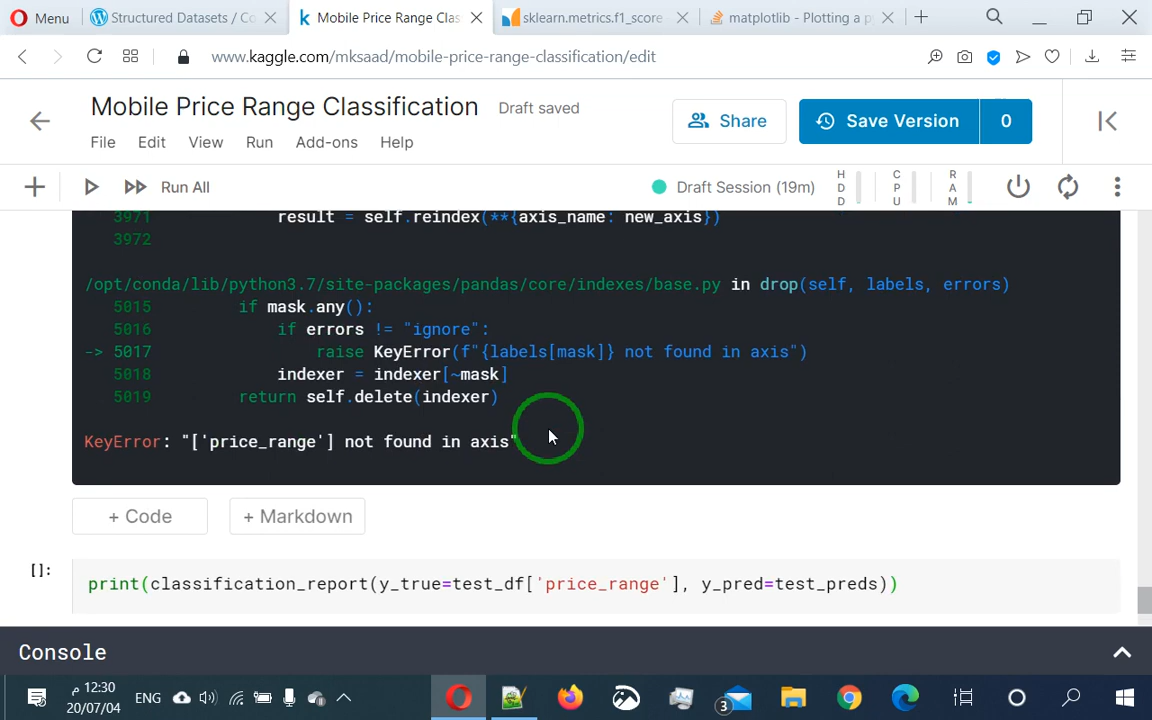 Menu
Structured Datasets / Co
Mobile Price Range Clas
sklearn.metrics.f1_score
matplotlib - Plotting a p
www.kaggle.com/mksaad/mobile-price-range-classification/edit
Mobile Price Range Classification
Draft saved
Share
Save Version
0
File
Edit
View
Run
Add-ons
Help
Run All
Draft Session (19m)
HDD
CPU
RAM
3971 result = self.reindex(**{axis_name: new_axis})
3972
/opt/conda/lib/python3.7/site-packages/pandas/core/indexes/base.py in drop(self, labels, errors)
5015 if mask.any():
5016 if errors != "ignore":
-> 5017 raise KeyError(f"{labels[mask]} not found in axis")
5018 indexer = indexer[~mask]
5019 return self.delete(indexer)
KeyError: "['price_range'] not found in axis"
+ Code
+ Markdown
[]:
print(classification_report(y_true=test_df['price_range'], y_pred=test_preds))
Console
12:30 م
20/07/04
ENG
3